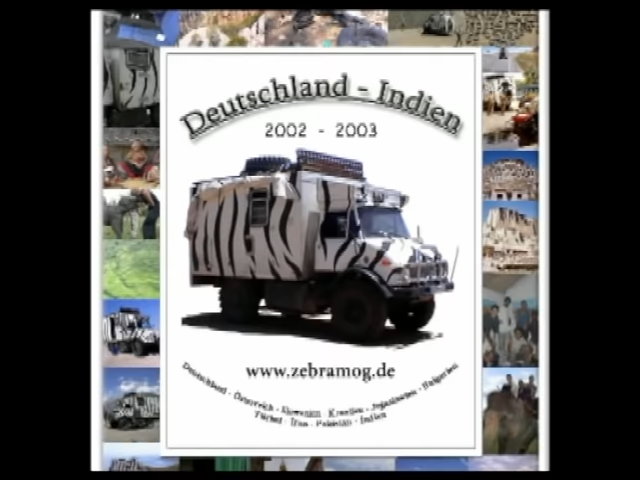 Deutschland - Indien
2002 - 2003
www.zebramog.de
Deutschland - Österreich - Slowenien - Kroatien - Jugoslawien - Bulgarien
Türkei - Iran - Pakistan - Indien